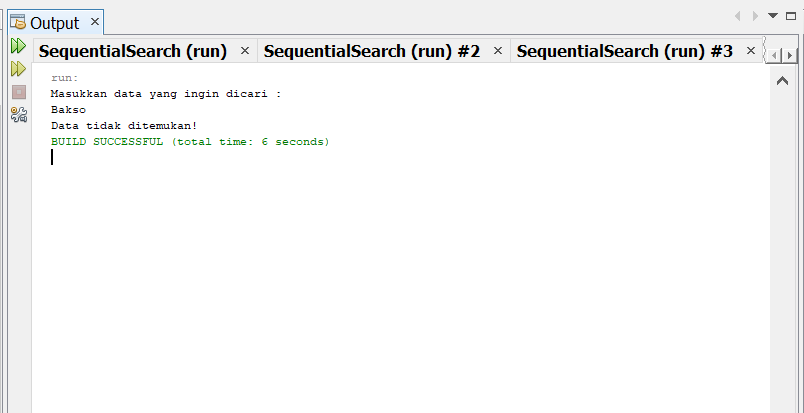 Output
SequentialSearch (run)
SequentialSearch (run) #2
SequentialSearch (run) #3
run:
Masukkan data yang ingin dicari :
Bakso
Data tidak ditemukan!
BUILD SUCCESSFUL (total time: 6 seconds)